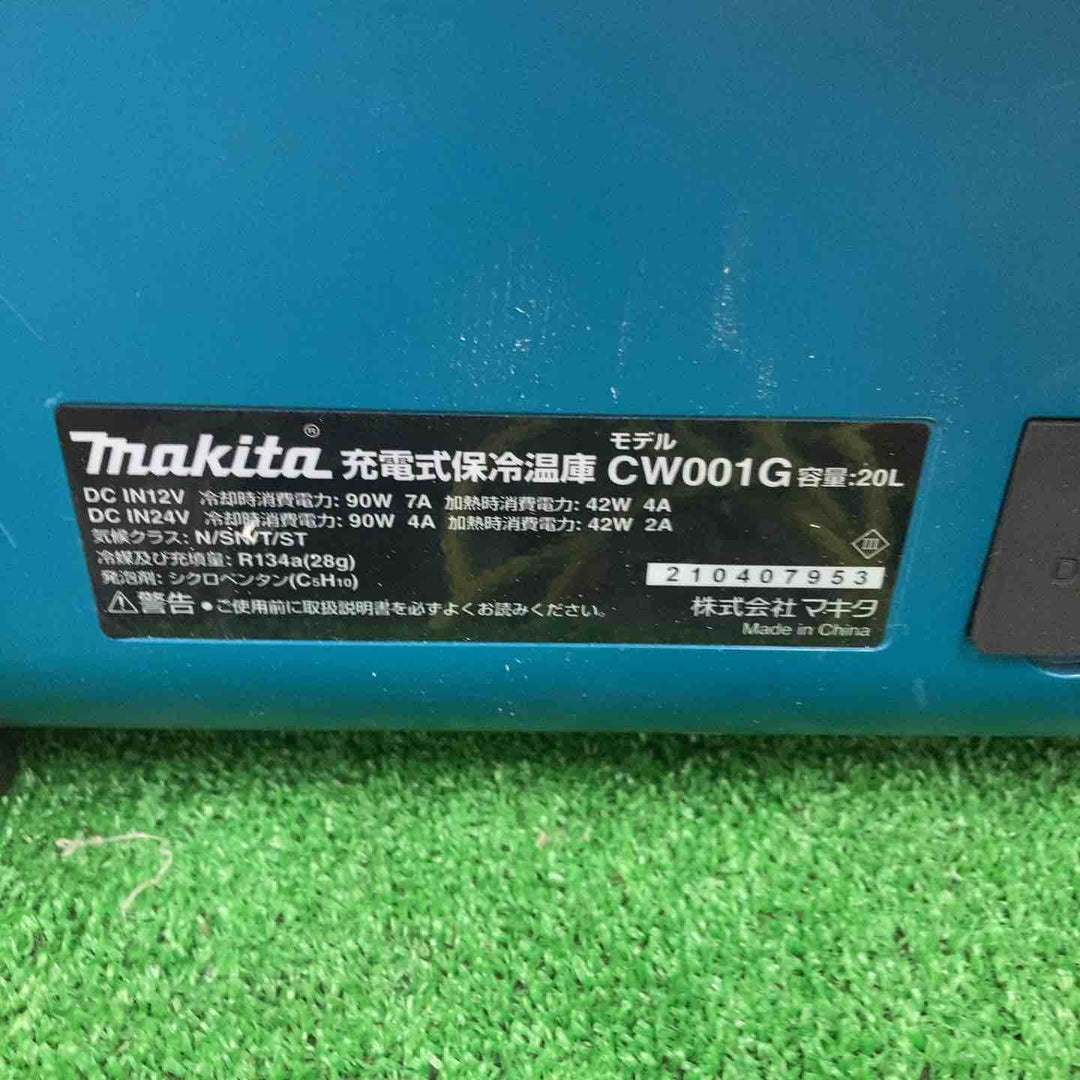 makita® 充電式保冷温庫 モデル CW001G 容量:20L
DC IN12V 冷却時消費電力: 90W 7A 加熱時消費電力: 42W 4A
DC IN24V 冷却時消費電力: 90W 4A 加熱時消費電力: 42W 2A
気候クラス: N/SN/T/ST
冷媒及び充填量: R134a(28g)
発泡剤: シクロペンタン(C5H10)
210407953
警告 ●ご使用前に取扱説明書を必ずよくお読みください。
株式会社 マキタ
Made in China
III
D